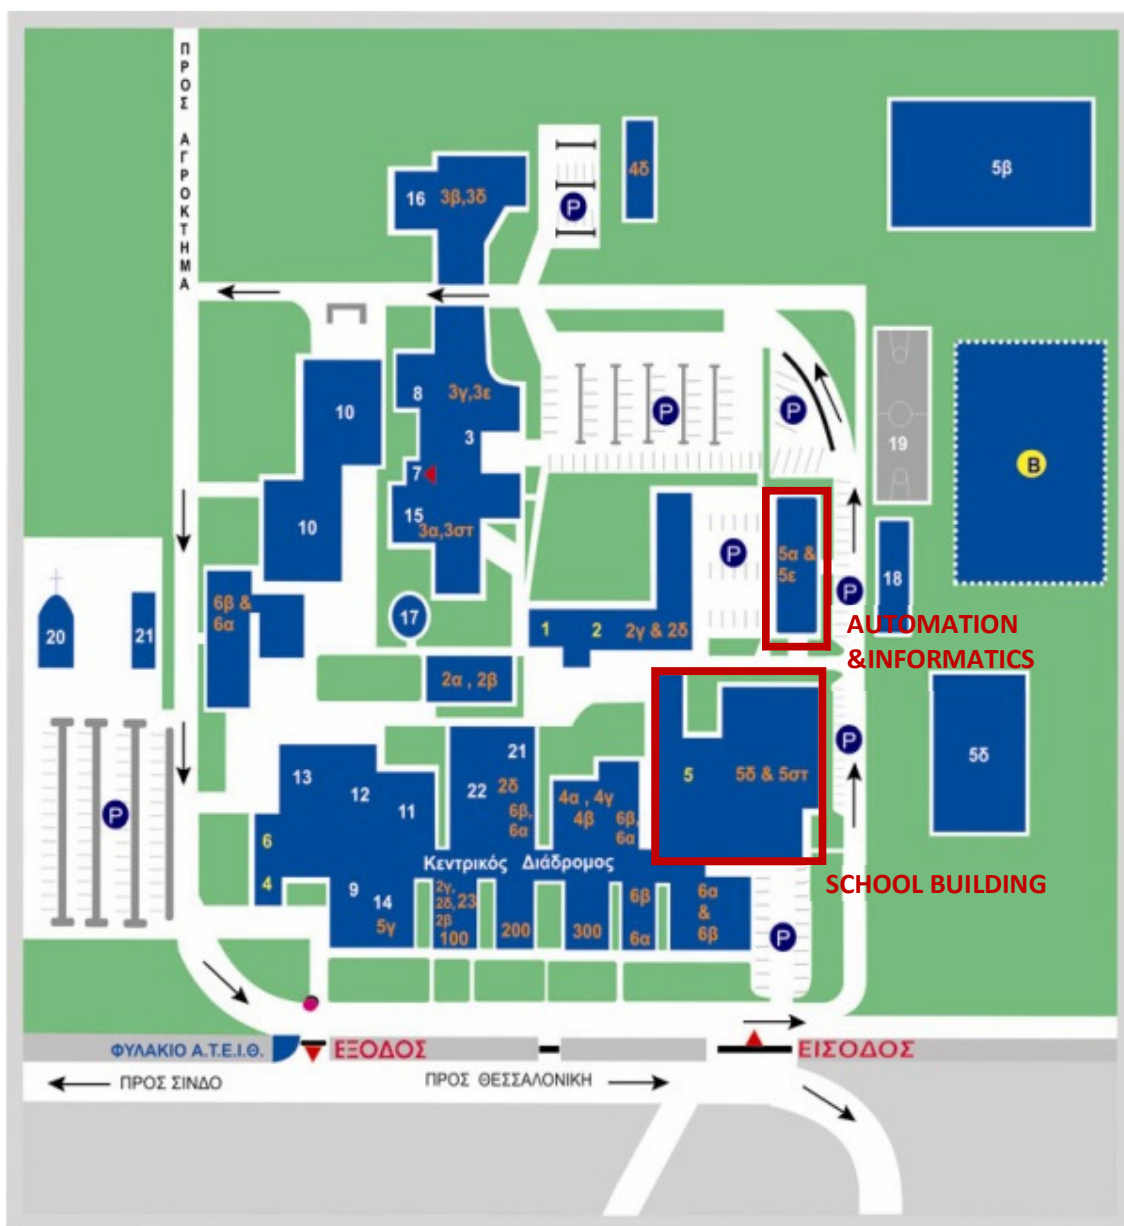 ΠΡΟΣ ΑΓΡΟΚΤΗΜΑ
5β
4δ
16 3β,3δ
P
8 3γ,3ε
10
3
P
P
19
7
B
15
3α,3στ
10
P
5α &
5ε
18
P
6β &
6α
17
20
21
1 2 2γ & 2δ
AUTOMATION
&INFORMATICS
2α , 2β
P
5δ
13
21
5
5δ & 5στ
12
22
2δ
11
6β,
6α
4α , 4γ
4β
6β,
6α
P
6
4
Κεντρικός Διάδρομος
SCHOOL BUILDING
9
14
5γ
2γ,
2δ,23
2β
100
200
300
6β
6α
6α
&
6β
P
ΦΥΛΑΚΙΟ Α.Τ.Ε.Ι.Θ.
ΕΞΟΔΟΣ
ΕΙΣΟΔΟΣ
ΠΡΟΣ ΣΙΝΔΟ
ΠΡΟΣ ΘΕΣΣΑΛΟΝΙΚΗ